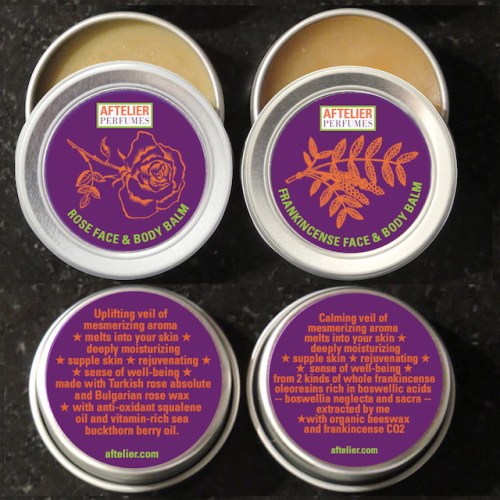 AFTELIER
PERFUMES
ROSE FACE & BODY BALM
AFTELIER
PERFUMES
FRANKINCENSE FACE & BODY BALM
Uplifting veil of
mesmerizing aroma
★ melts into your skin ★
deeply moisturizing
★ supple skin ★ rejuvenating ★
★ sense of well-being ★
made with Turkish rose absolute
and Bulgarian rose wax
★ with anti-oxidant squalene
oil and vitamin-rich sea
buckthorn berry oil.
aftelier.com
Calming veil of
mesmerizing aroma
melts into your skin ★
★ deeply moisturizing
★ supple skin ★ rejuvenating ★
★ sense of well-being ★
from 2 kinds of whole frankincense
oleoresins rich in boswellic acids
-- boswellia neglecta and sacra --
extracted by me
★with organic beeswax
and frankincense CO2
aftelier.com